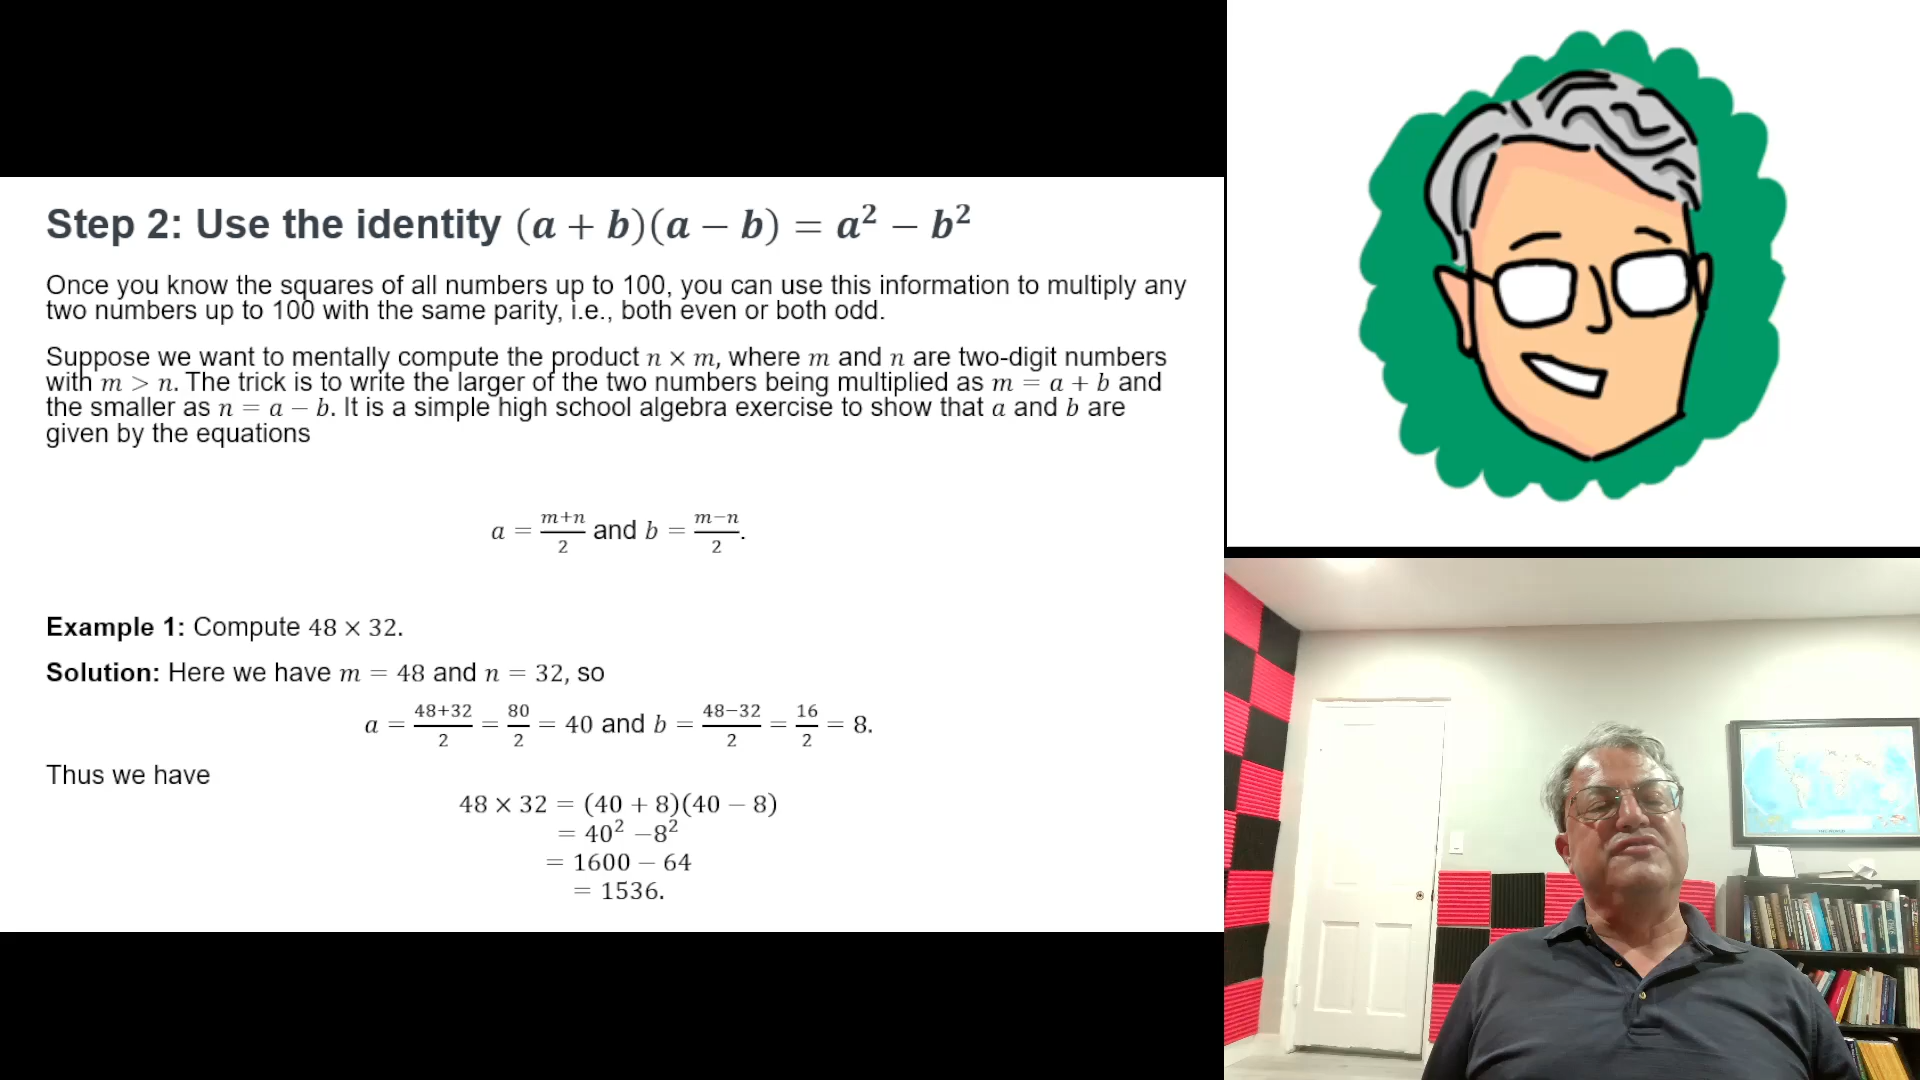 Step 2: Use the identity (a + b)(a − b) = a² − b²
Once you know the squares of all numbers up to 100, you can use this information to multiply any
two numbers up to 100 with the same parity, i.e., both even or both odd.
Suppose we want to mentally compute the product n × m, where m and n are two-digit numbers
with m > n. The trick is to write the larger of the two numbers being multiplied as m = a + b and
the smaller as n = a − b. It is a simple high school algebra exercise to show that a and b are
given by the equations
a = (m+n)/2 and b = (m−n)/2.
Example 1: Compute 48 × 32.
Solution: Here we have m = 48 and n = 32, so
a = (48+32)/2 = 80/2 = 40 and b = (48−32)/2 = 16/2 = 8.
Thus we have
48 × 32 = (40 + 8)(40 − 8)
= 40² −8²
= 1600 − 64
= 1536.